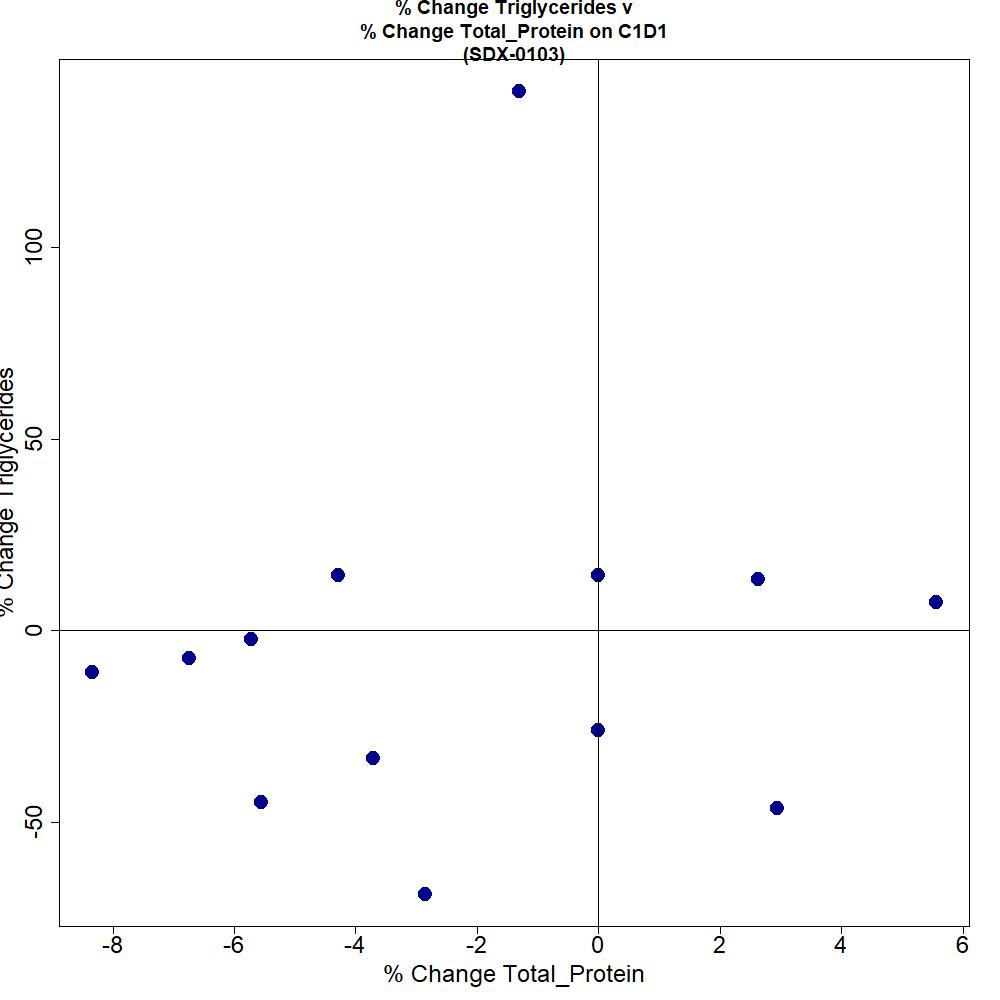 % Change Triglycerides v
% Change Total_Protein on C1D1
(SDX-0103)
% Change Triglycerides
100
50
0
-50
-8 -6 -4 -2 0 2 4 6
% Change Total_Protein